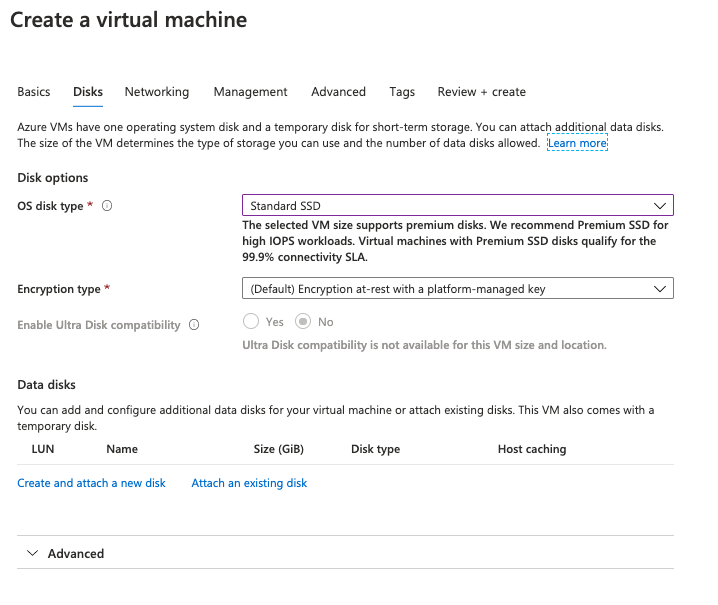 Create a virtual machine
Basics Disks Networking Management Advanced Tags Review + create
Azure VMs have one operating system disk and a temporary disk for short-term storage. You can attach additional data disks.
The size of the VM determines the type of storage you can use and the number of data disks allowed. Learn more
Disk options
OS disk type * Standard SSD
The selected VM size supports premium disks. We recommend Premium SSD for
high IOPS workloads. Virtual machines with Premium SSD disks qualify for the
99.9% connectivity SLA.
Encryption type * (Default) Encryption at-rest with a platform-managed key
Enable Ultra Disk compatibility Yes No
Ultra Disk compatibility is not available for this VM size and location.
Data disks
You can add and configure additional data disks for your virtual machine or attach existing disks. This VM also comes with a
temporary disk.
LUN Name Size (GiB) Disk type Host caching
Create and attach a new disk Attach an existing disk
Advanced